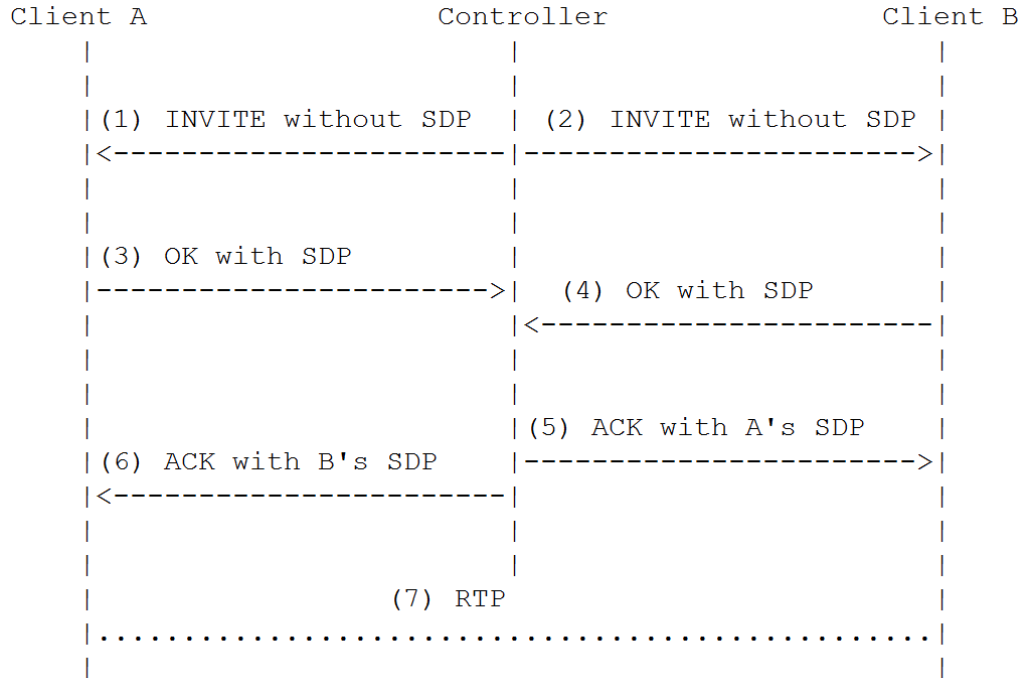 Client A Controller Client B
(1) INVITE without SDP (2) INVITE without SDP
(3) OK with SDP
(4) OK with SDP
(5) ACK with A's SDP
(6) ACK with B's SDP
(7) RTP